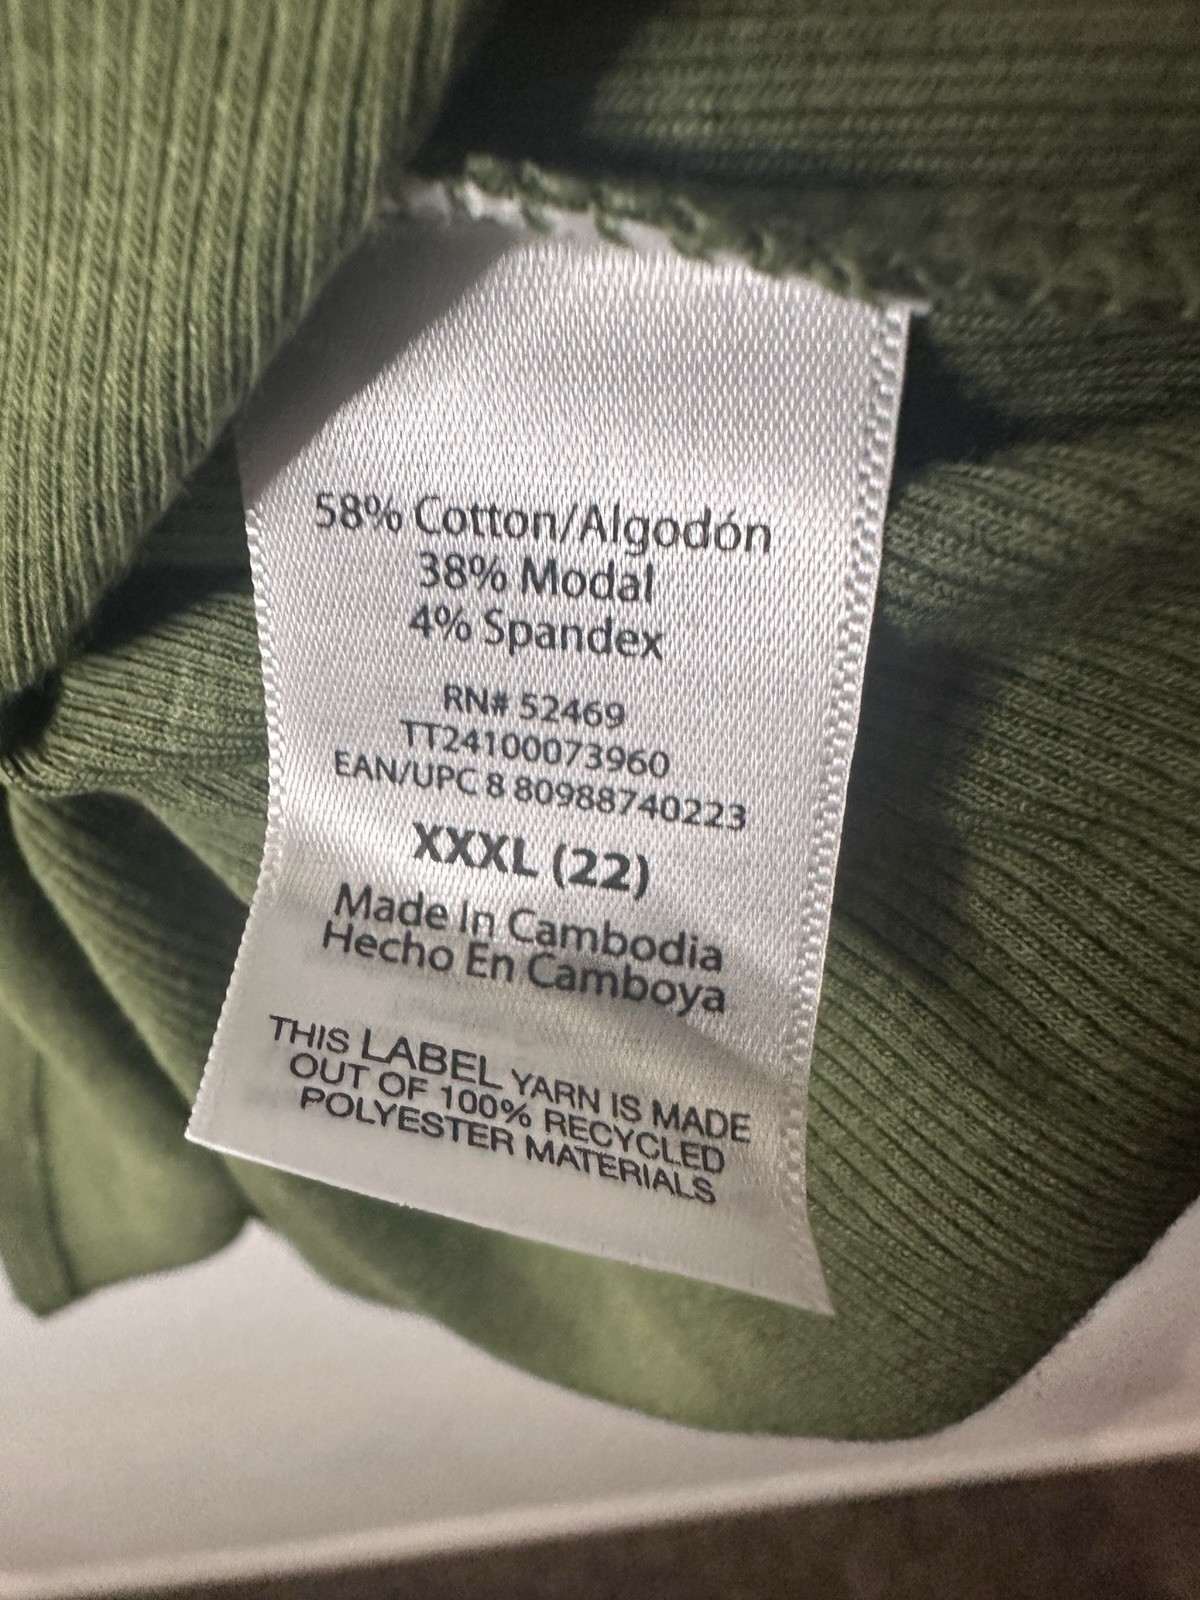 58% Cotton/Algodón
38% Modal
4% Spandex
RN# 52469
TT24100073960
EAN/UPC 8 80988740223
XXXL (22)
Made In Cambodia
Hecho En Camboya
THIS LABEL YARN IS MADE
OUT OF 100% RECYCLED
POLYESTER MATERIALS